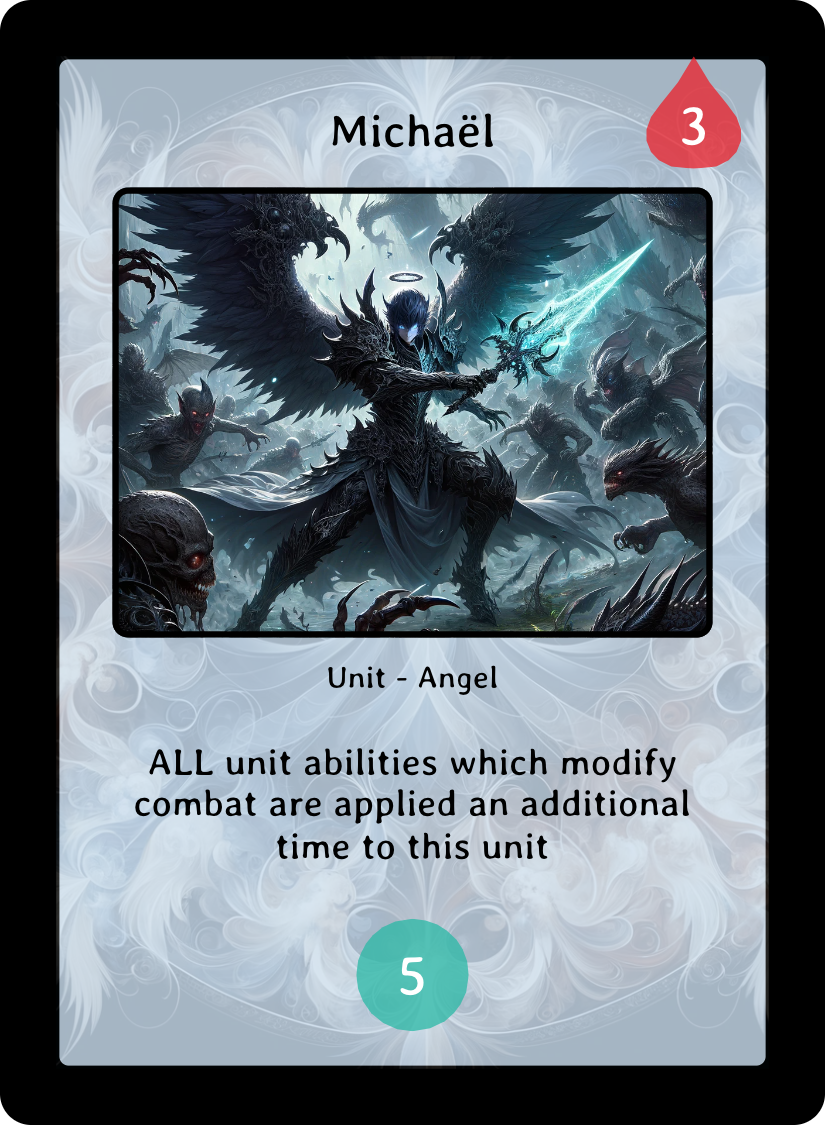 Michaël
3
Unit - Angel
ALL unit abilities which modify
combat are applied an additional
time to this unit
5